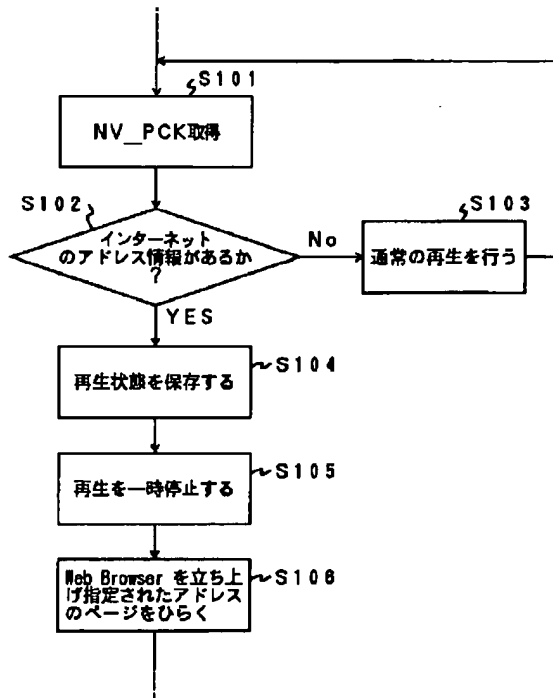 S101
NV_PCK取得
S102
インターネット
のアドレス情報があるか
?
No
S103
通常の再生を行う
YES
再生状態を保存する
S104
再生を一時停止する
S105
Web Browser を立ち上
げ指定されたアドレス
のページをひらく
S106